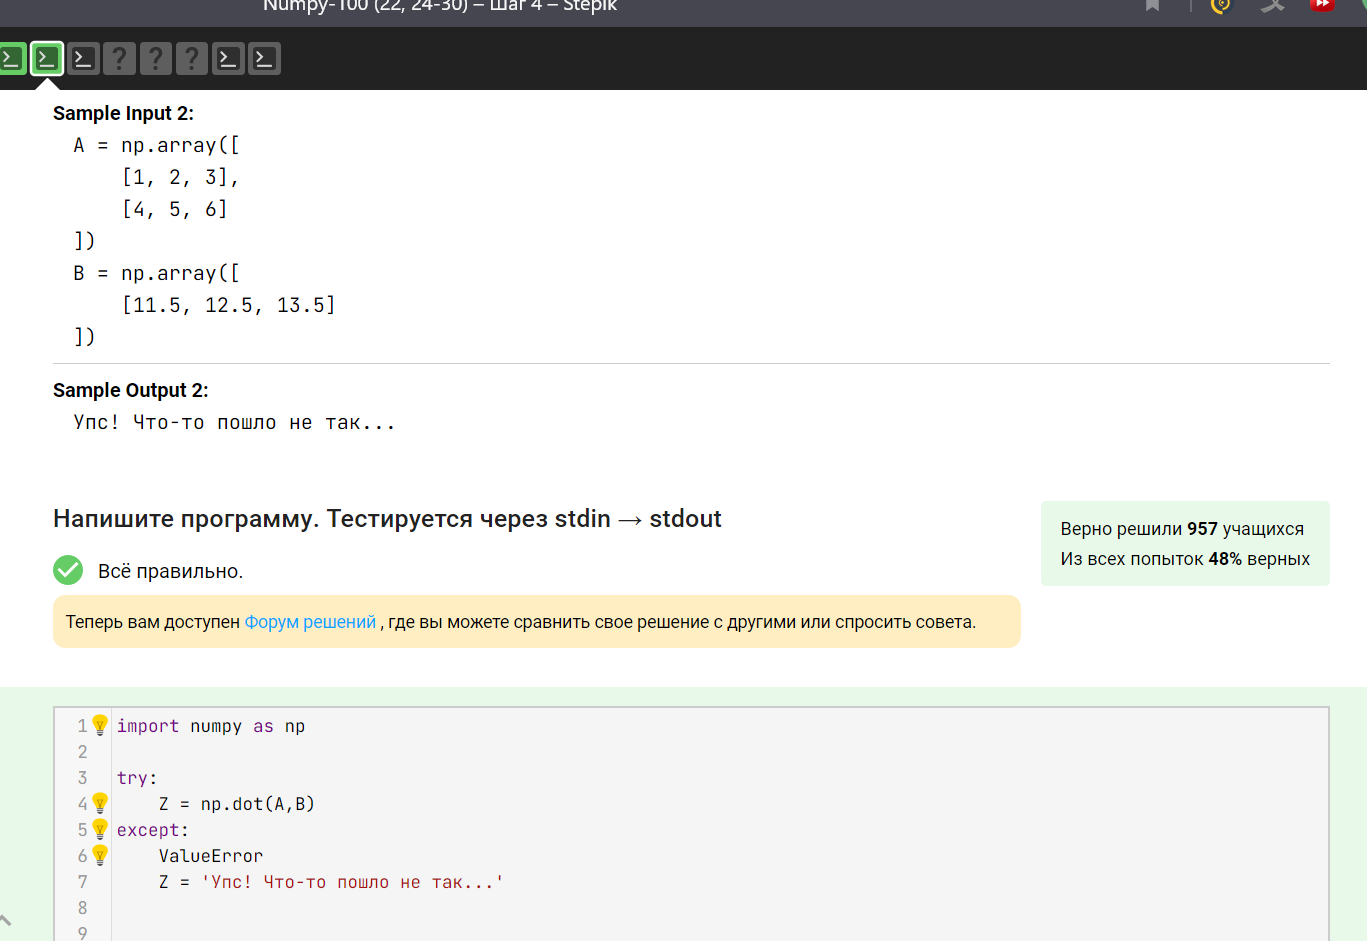 Numpy-100 (22, 24-30) – Шаг 4 – Stepik
? ? ?
Sample Input 2:
A = np.array([
    [1, 2, 3],
    [4, 5, 6]
])
B = np.array([
    [11.5, 12.5, 13.5]
])
Sample Output 2:
Упс! Что-то пошло не так...
Напишите программу. Тестируется через stdin → stdout
Верно решили 957 учащихся
Из всех попыток 48% верных
Всё правильно.
Теперь вам доступен Форум решений , где вы можете сравнить свое решение с другими или спросить совета.
1 import numpy as np
2
3 try:
4     Z = np.dot(A,B)
5 except:
6     ValueError
7     Z = 'Упс! Что-то пошло не так...'
8
9